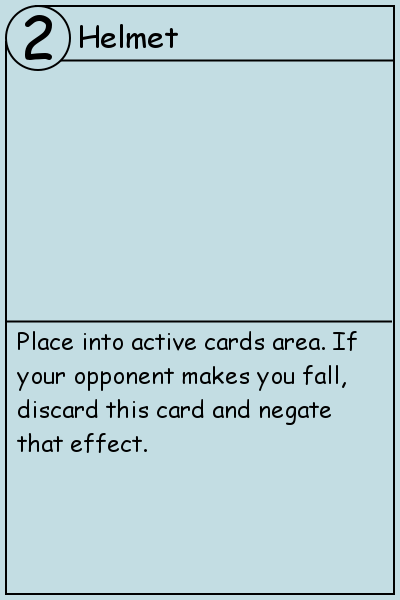 2 Helmet
Place into active cards area. If
your opponent makes you fall,
discard this card and negate
that effect.